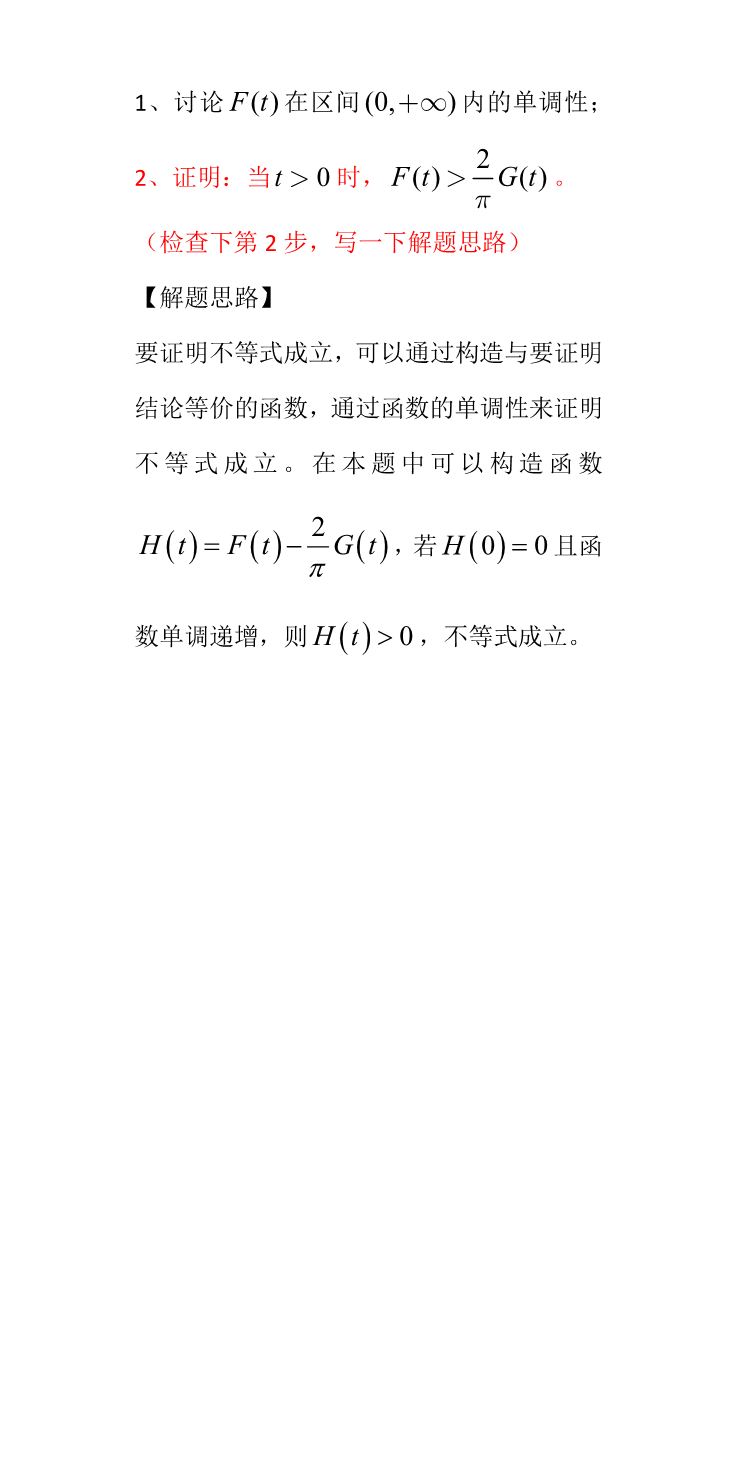 1、讨论 F(t) 在区间 (0,+∞) 内的单调性；
2、证明：当 t > 0 时， F(t) > 2/π G(t) 。
（检查下第 2 步，写一下解题思路）
【解题思路】
要证明不等式成立，可以通过构造与要证明
结论等价的函数，通过函数的单调性来证明
不等式成立。在本题中可以构造函数
H(t) = F(t) − 2/π G(t)，若 H(0) = 0 且函
数单调递增，则 H(t) > 0 ，不等式成立。